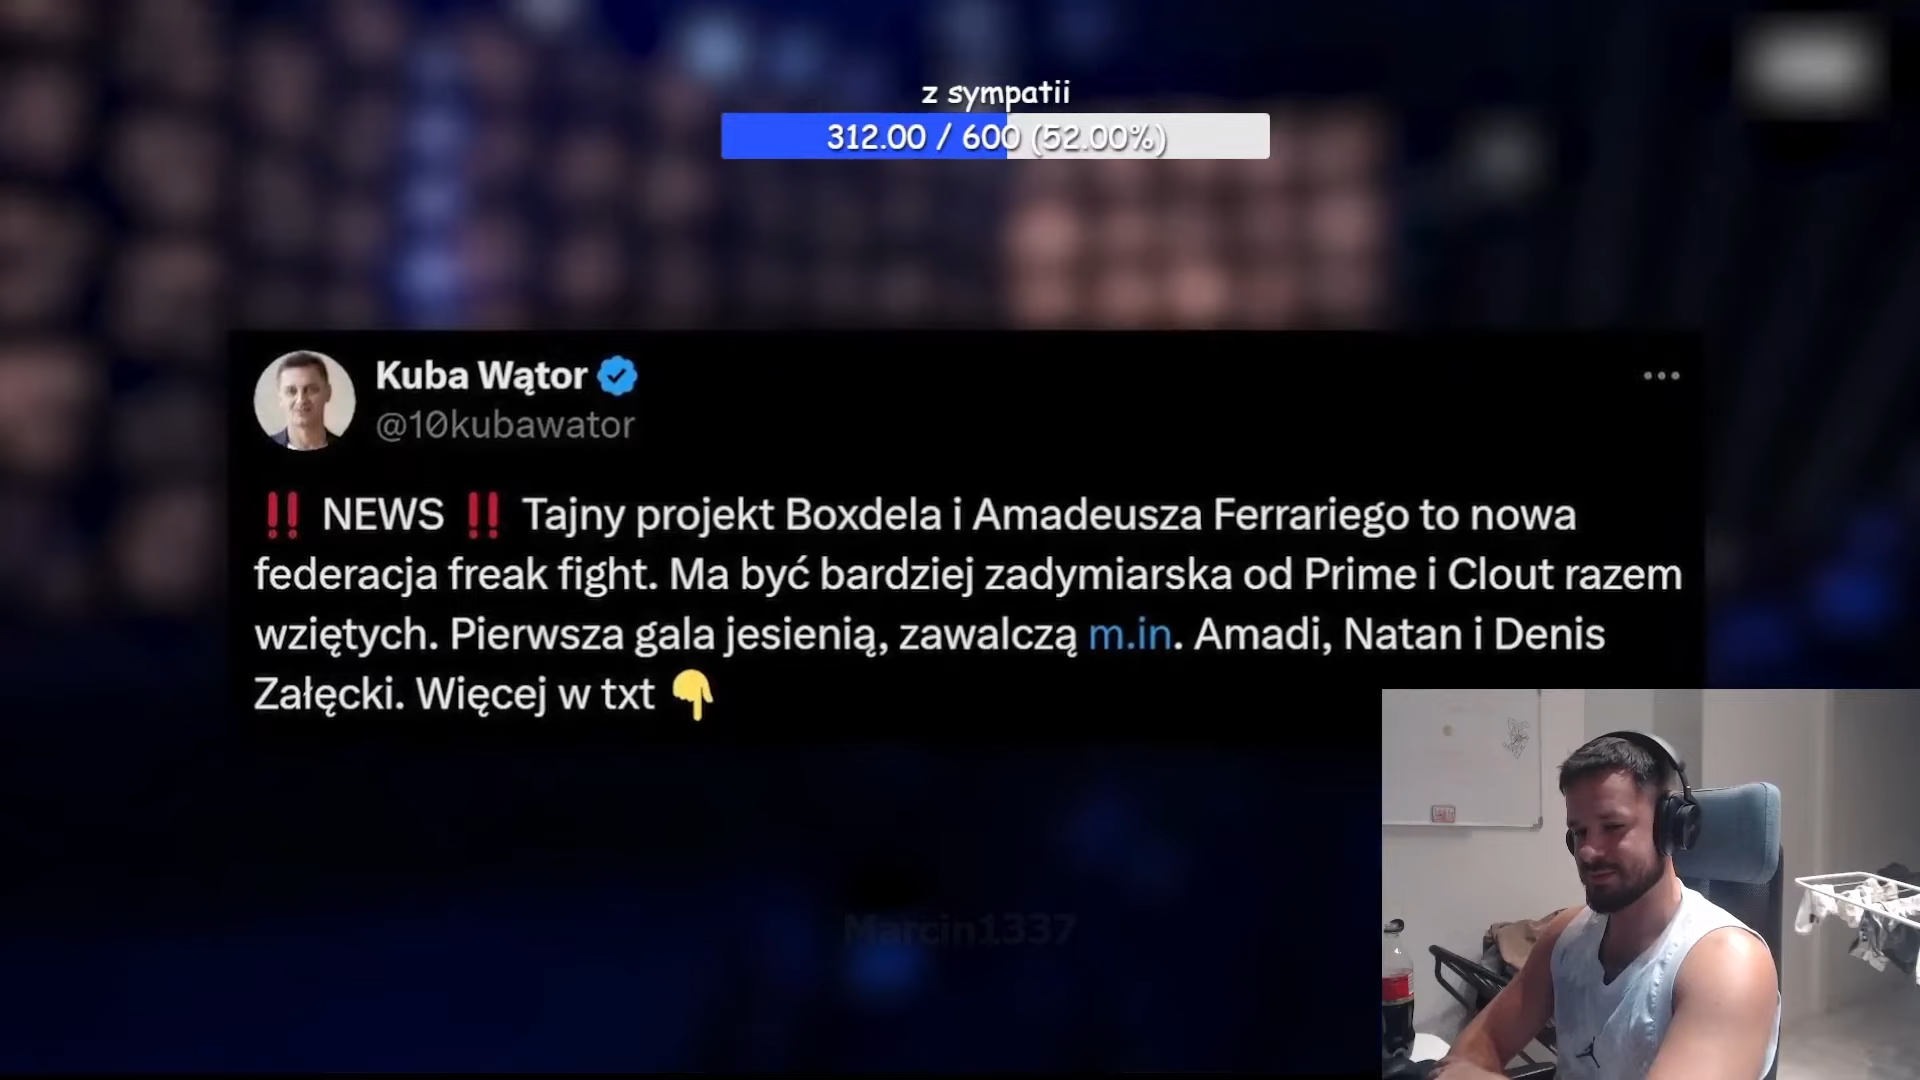 z sympatii
312.00 / 600 (52.00%)
Kuba Wątor
@10kubawator
‼️ NEWS ‼️ Tajny projekt Boxdela i Amadeusza Ferrariego to nowa
federacja freak fight. Ma być bardziej zadymiarska od Prime i Clout razem
wziętych. Pierwsza gala jesienią, zawalczą m.in. Amadi, Natan i Denis
Załęcki. Więcej w txt 👇
Marcin1337